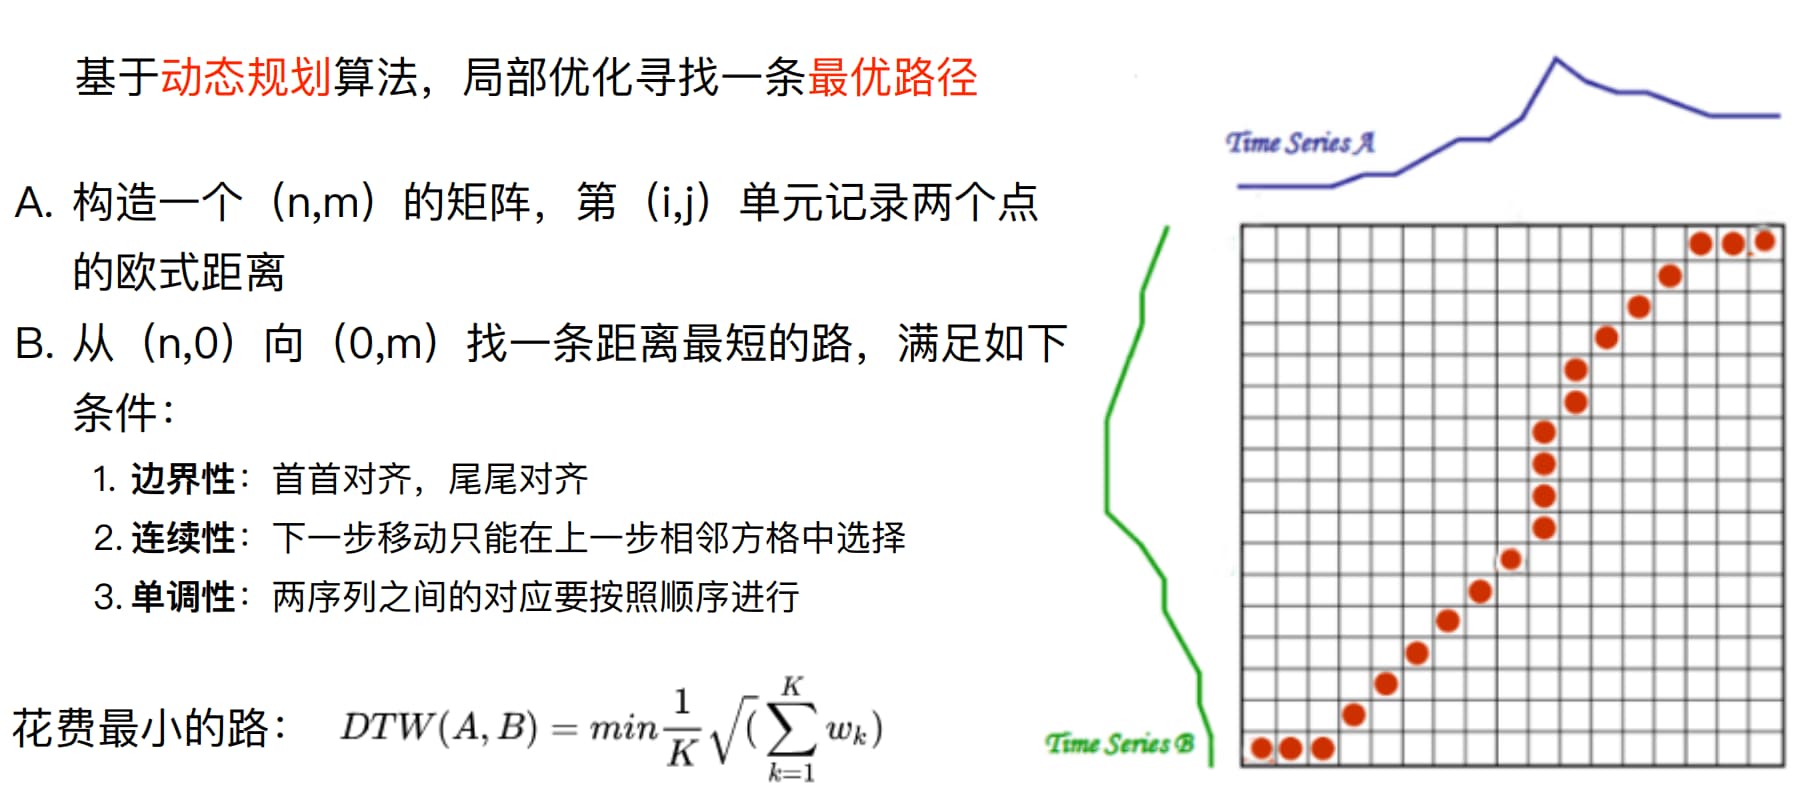 基于动态规划算法，局部优化寻找一条最优路径
A. 构造一个（n,m）的矩阵，第（i,j）单元记录两个点
的欧式距离
B. 从（n,0）向（0,m）找一条距离最短的路，满足如下
条件：
1. 边界性：首首对齐，尾尾对齐
2. 连续性：下一步移动只能在上一步相邻方格中选择
3. 单调性：两序列之间的对应要按照顺序进行
花费最小的路： DTW(A, B) = min 1/K √(∑_{k=1}^{K} w_k)
Time Series A
Time Series B